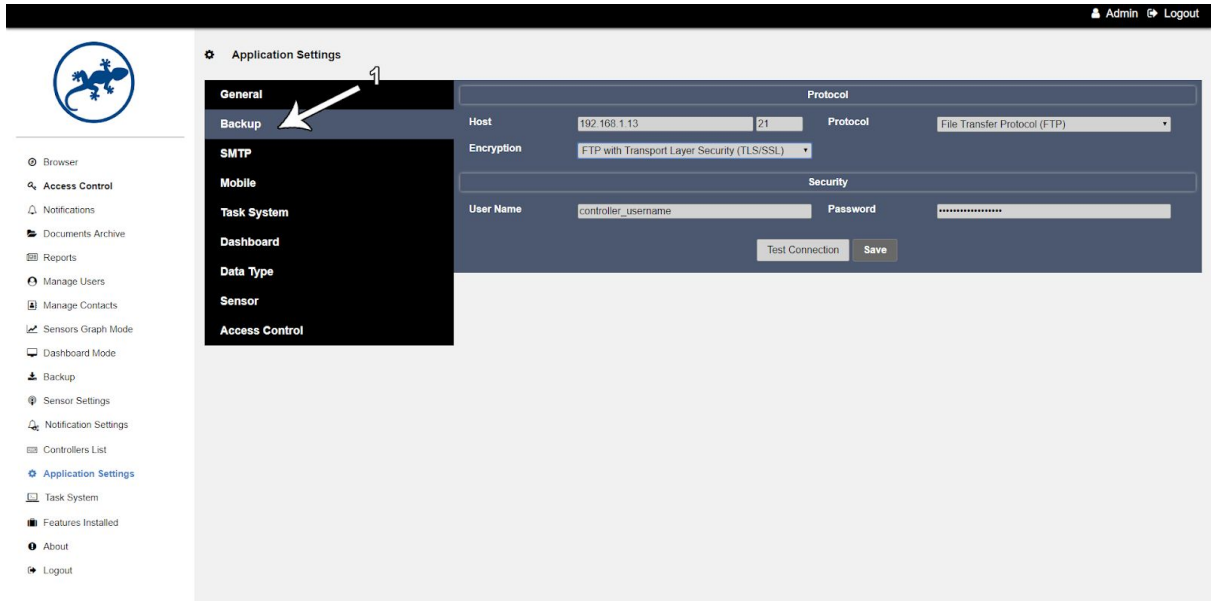 Admin Logout
Application Settings
1
General
Backup
SMTP
Mobile
Task System
Dashboard
Data Type
Sensor
Access Control
Protocol
Host 192.168.1.13 21 Protocol File Transfer Protocol (FTP)
Encryption FTP with Transport Layer Security (TLS/SSL)
Security
User Name controller_username Password ••••••••••••••••••
Test Connection Save
Browser
Access Control
Notifications
Documents Archive
Reports
Manage Users
Manage Contacts
Sensors Graph Mode
Dashboard Mode
Backup
Sensor Settings
Notification Settings
Controllers List
Application Settings
Task System
Features Installed
About
Logout